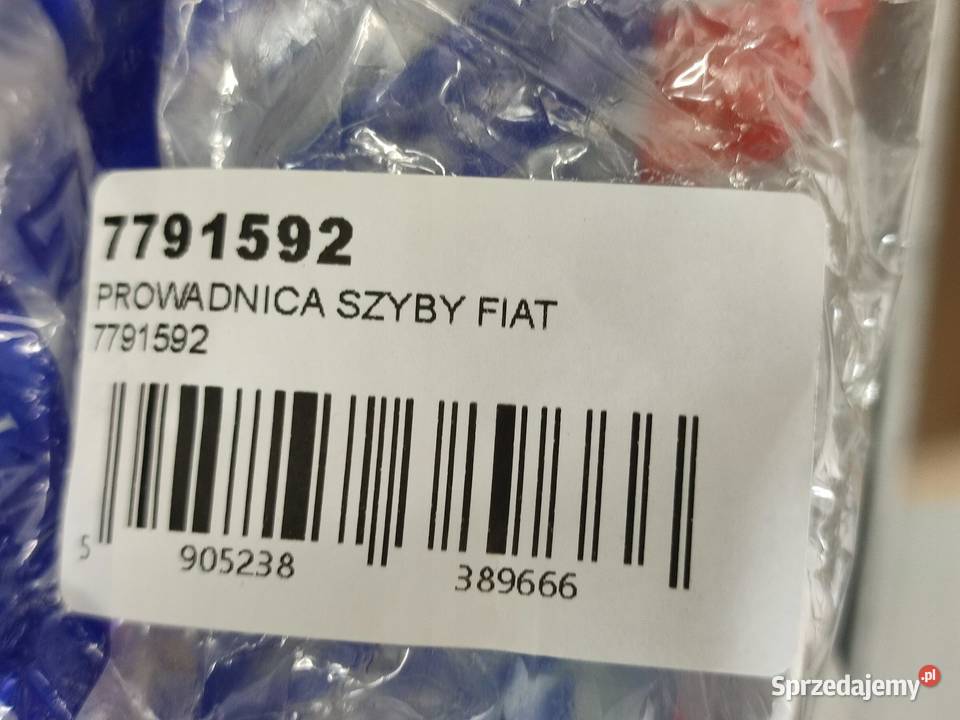 7791592
PROWADNICA SZYBY FIAT
7791592
5 905238 389666
Sprzedajemy.pl